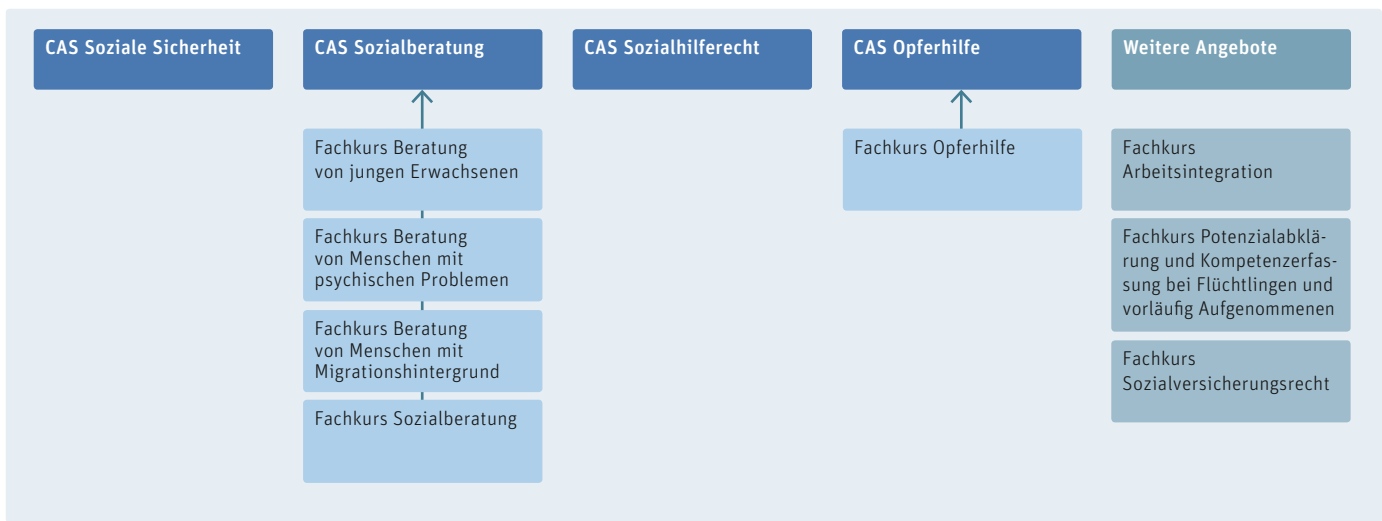 CAS Soziale Sicherheit
CAS Sozialberatung
CAS Sozialhilferecht
CAS Opferhilfe
Weitere Angebote
Fachkurs Beratung
von jungen Erwachsenen
Fachkurs Beratung
von Menschen mit
psychischen Problemen
Fachkurs Beratung
von Menschen mit
Migrationshintergrund
Fachkurs Sozialberatung
Fachkurs Opferhilfe
Fachkurs
Arbeitsintegration
Fachkurs Potenzialabklä-
rung und Kompetenzerfas-
sung bei Flüchtlingen und
vorläufig Aufgenommenen
Fachkurs
Sozialversicherungsrecht